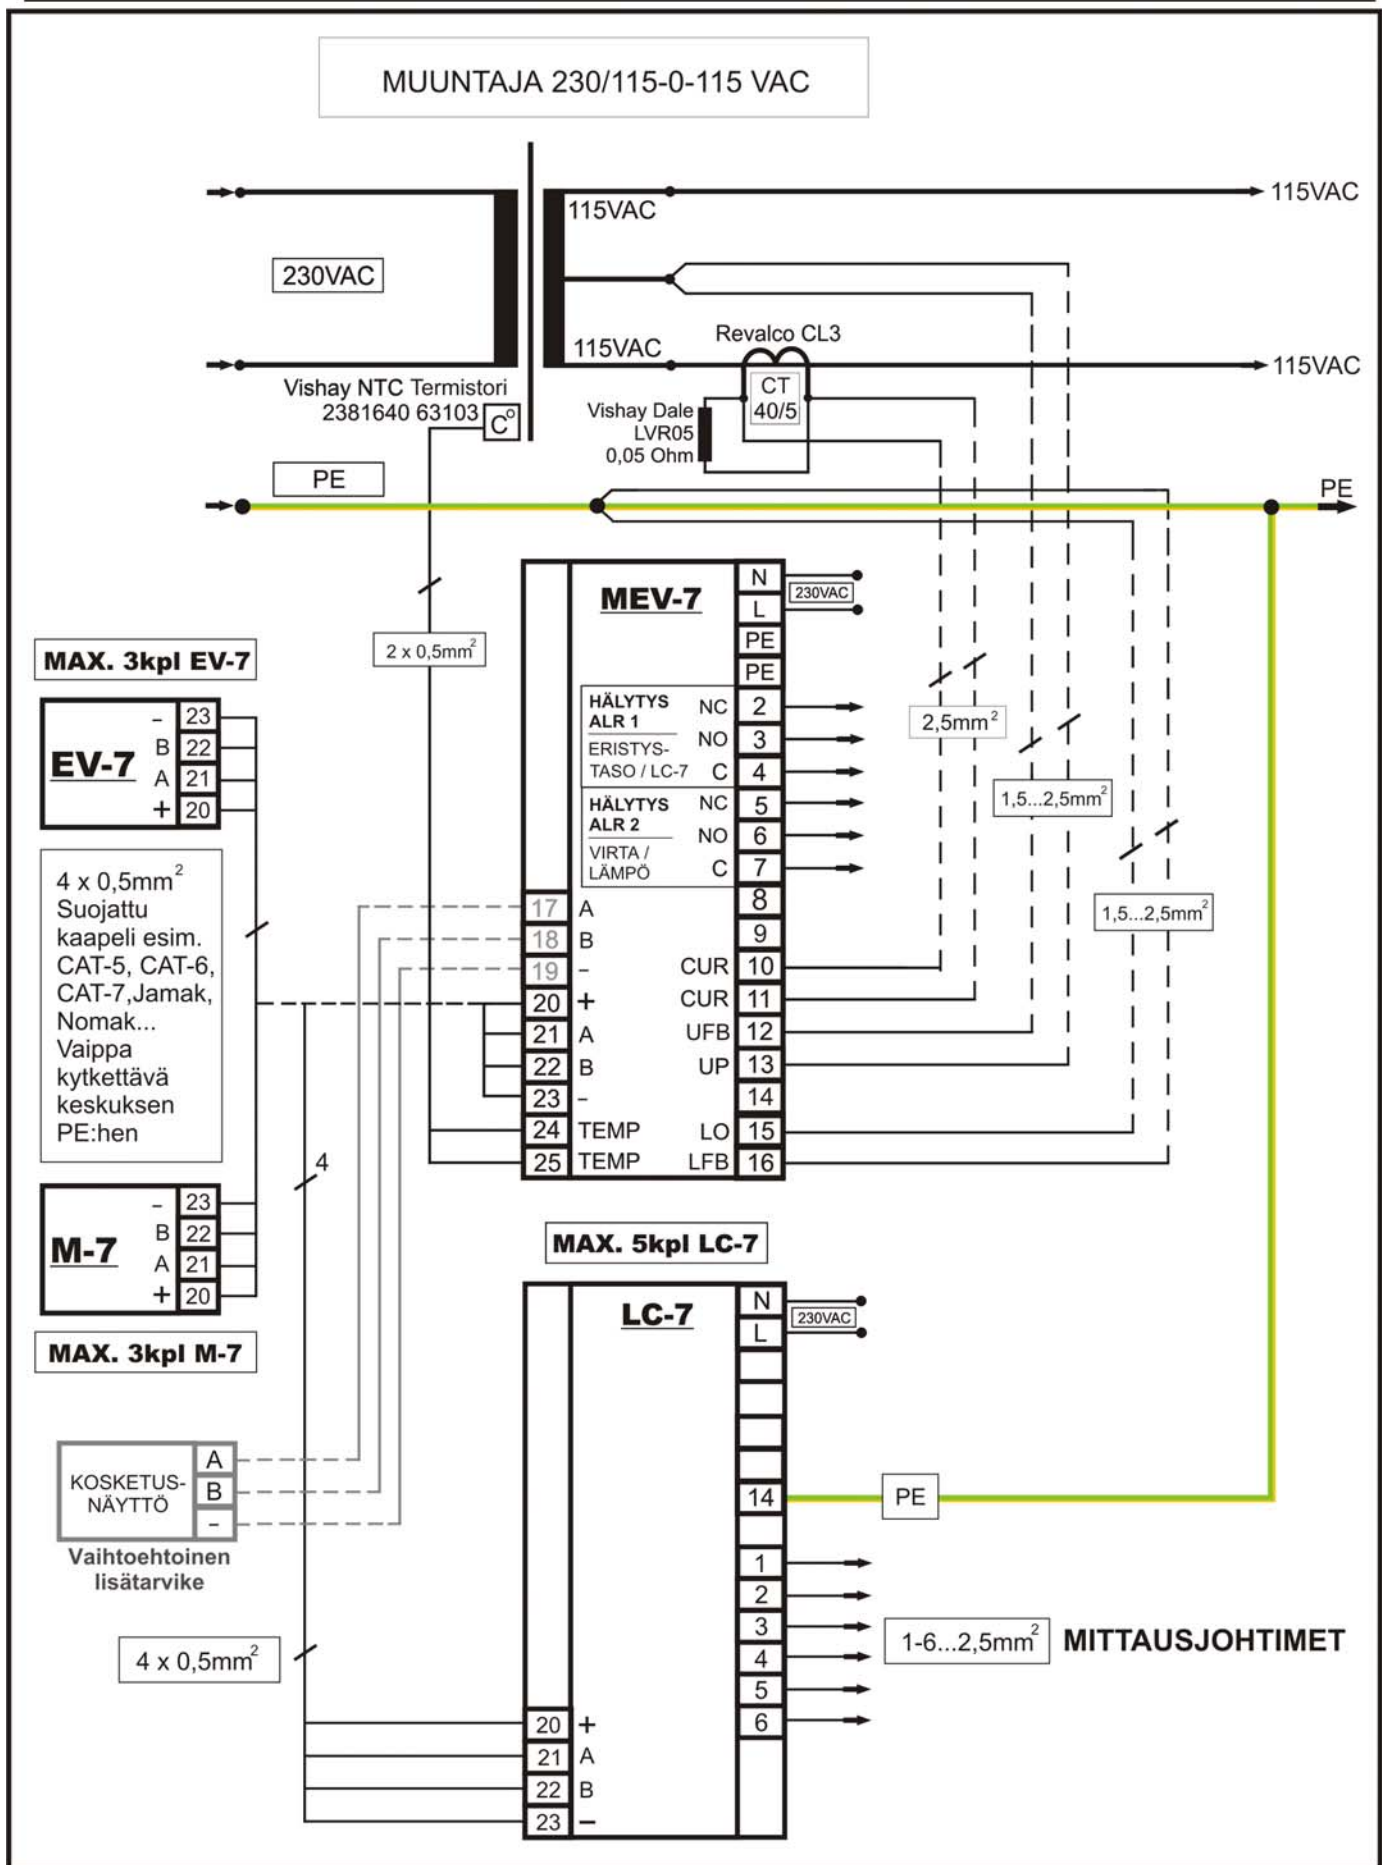 MUUNTAJA 230/115-0-115 VAC
115VAC
115VAC
230VAC
Revalco CL3
115VAC
115VAC
Vishay NTC Termistori
2381640 63103
C°
CT
40/5
Vishay Dale
LVR05
0,05 Ohm
PE
PE
MEV-7
N
L
230VAC
PE
PE
2 x 0,5mm²
MAX. 3kpl EV-7
EV-7
- 23
B 22
A 21
+ 20
HÄLYTYS
ALR 1
ERISTYS-
TASO / LC-7
NC 2
NO 3
C 4
HÄLYTYS
ALR 2
VIRTA /
LÄMPÖ
NC 5
NO 6
C 7
8
9
CUR 10
CUR 11
UFB 12
UP 13
14
LO 15
LFB 16
2,5mm²
1,5...2,5mm²
1,5...2,5mm²
17 A
18 B
19 -
20 +
21 A
22 B
23 -
24 TEMP
25 TEMP
4 x 0,5mm²
Suojattu
kaapeli esim.
CAT-5, CAT-6,
CAT-7,Jamak,
Nomak...
Vaippa
kytkettävä
keskuksen
PE:hen
4
M-7
- 23
B 22
A 21
+ 20
MAX. 3kpl M-7
MAX. 5kpl LC-7
LC-7
N
L
230VAC
14
PE
1
2
3
4
5
6
1-6...2,5mm² MITTAUSJOHTIMET
KOSKETUS-
NÄYTTÖ
A
B
-
Vaihtoehtoinen
lisätarvike
4 x 0,5mm²
20 +
21 A
22 B
23 -